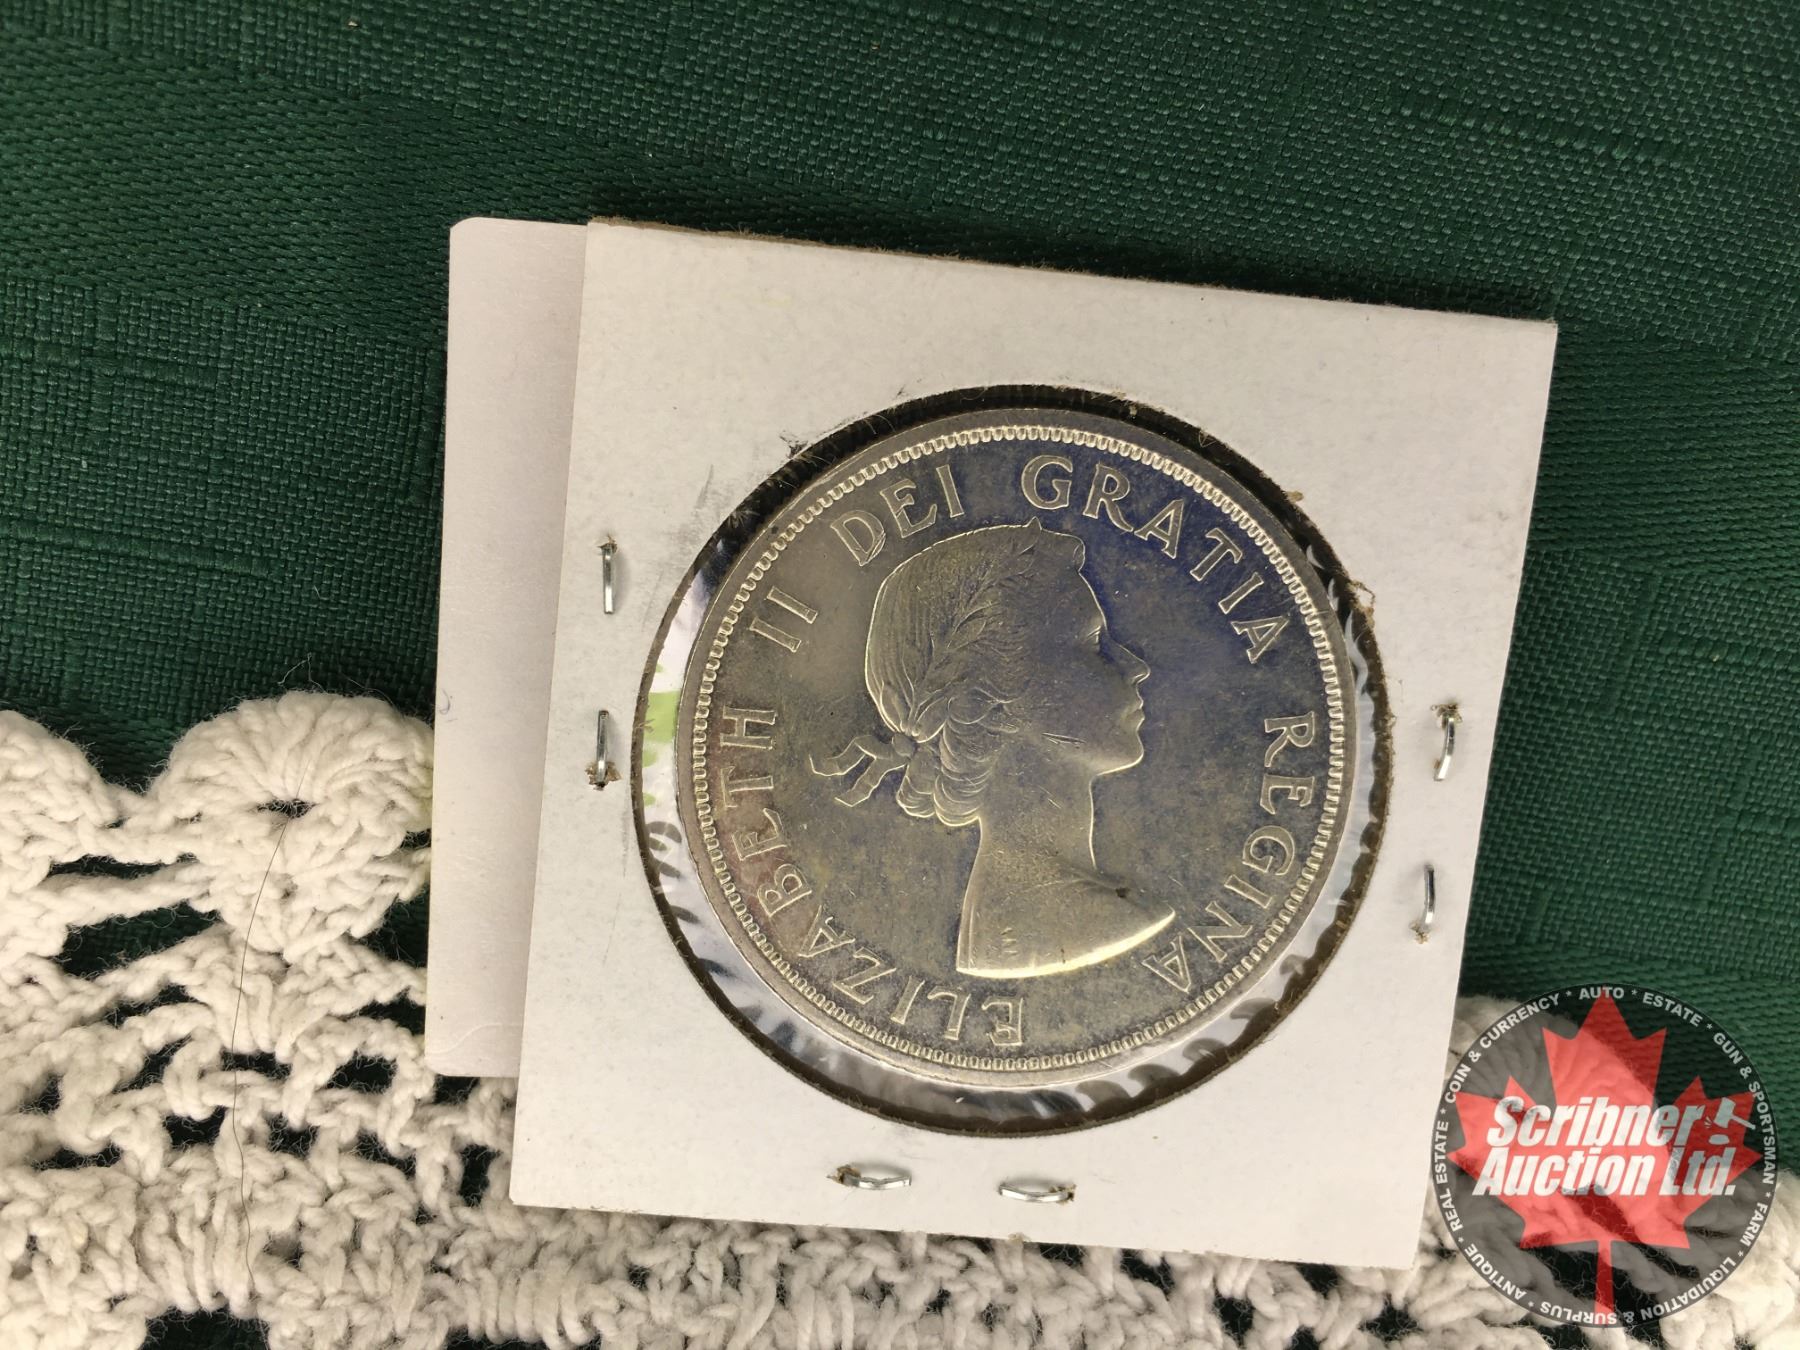 ELIZABETH II DEI GRATIA REGINA
Scribner
Auction Ltd.
REAL ESTATE * COIN & CURRENCY * AUTO * ESTATE * GUN & SPORTSMAN * FARM * LIQUIDATION & SURPLUS * ANTIQUE *